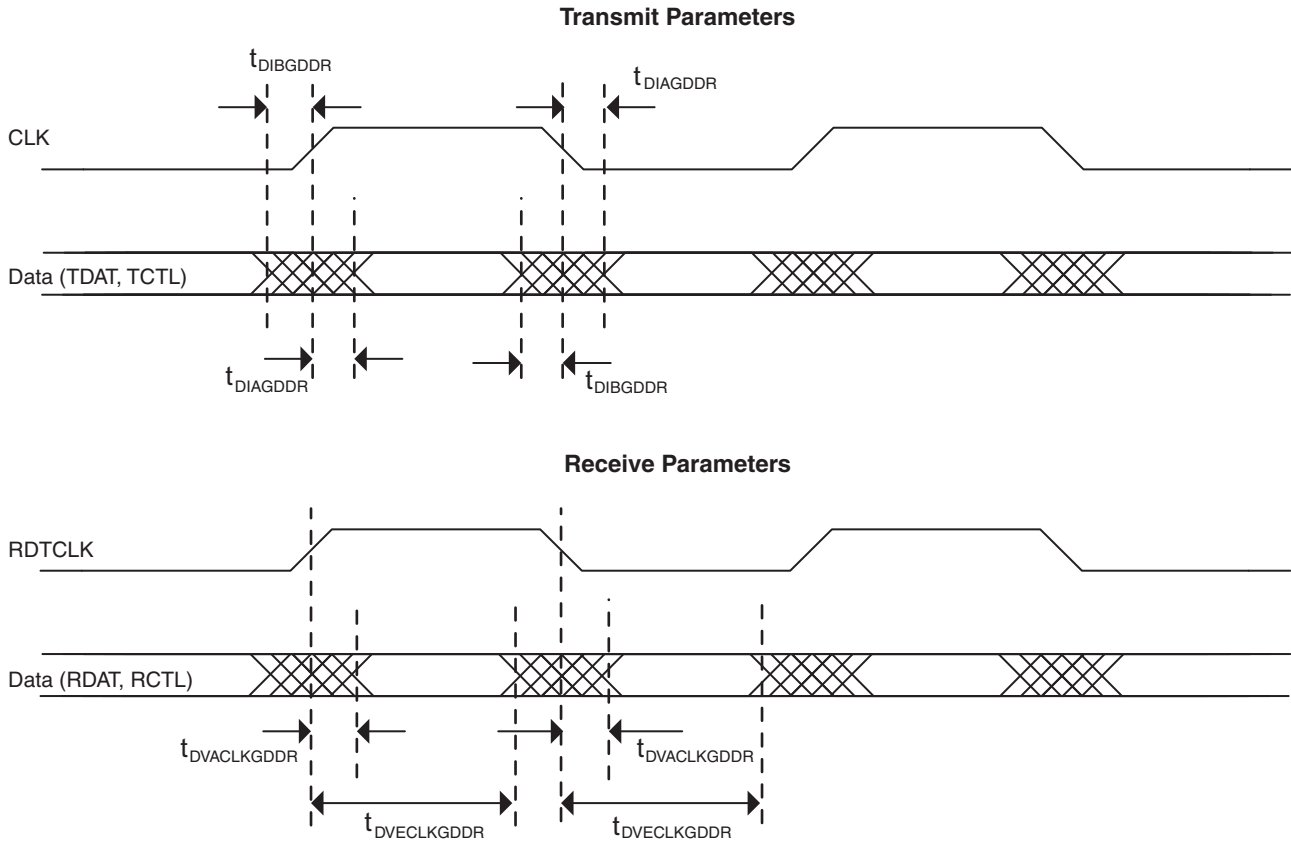 Transmit Parameters
tDIBGDDR
tDIAGDDR
CLK
Data (TDAT, TCTL)
tDIAGDDR
tDIBGDDR
Receive Parameters
RDTCLK
Data (RDAT, RCTL)
tDVACLKGDDR
tDVACLKGDDR
tDVECLKGDDR
tDVECLKGDDR